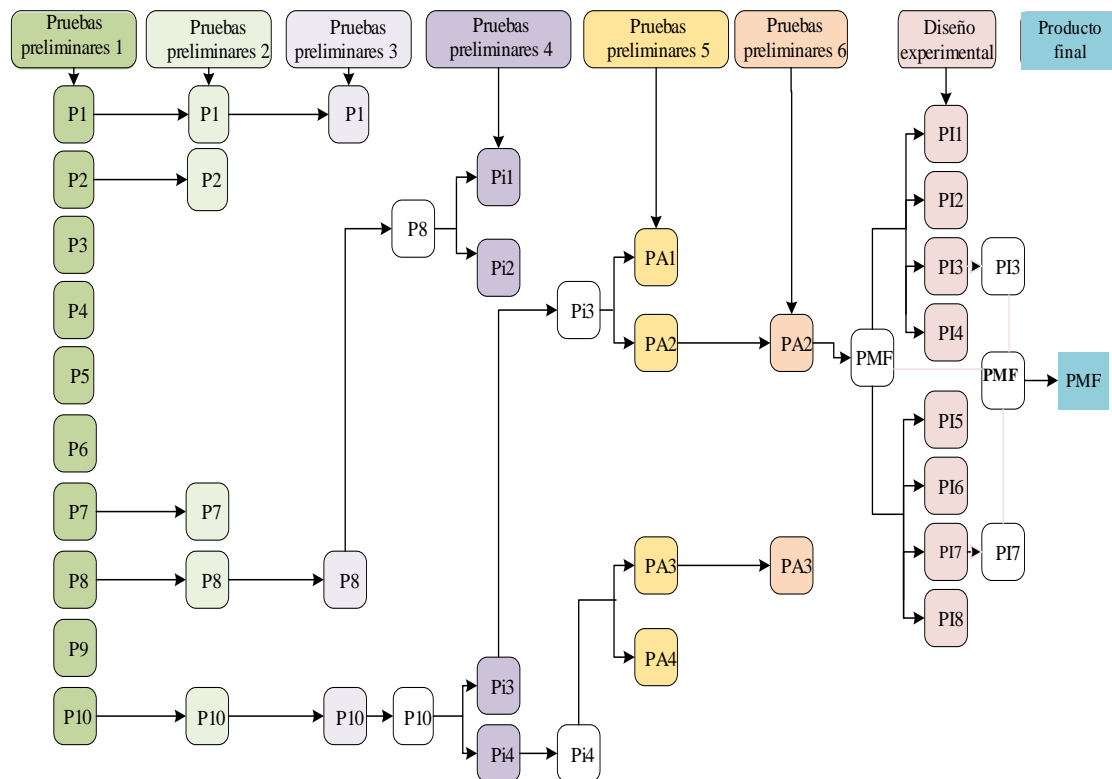 Pruebas
preliminares 1
Pruebas
preliminares 2
Pruebas
preliminares 3
Pruebas
preliminares 4
Pruebas
preliminares 5
Pruebas
preliminares 6
Diseño
experimental
Producto
final
P1
P2
P3
P4
P5
P6
P7
P8
P9
P10
P1
P2
P7
P8
P10
P1
P8
P10
P8
P10
Pi1
Pi2
Pi3
Pi4
Pi3
Pi4
PA1
PA2
PA3
PA4
PA2
PA3
PMF
PI1
PI2
PI3
PI4
PI5
PI6
PI7
PI8
PI3
PMF
PI7
PMF